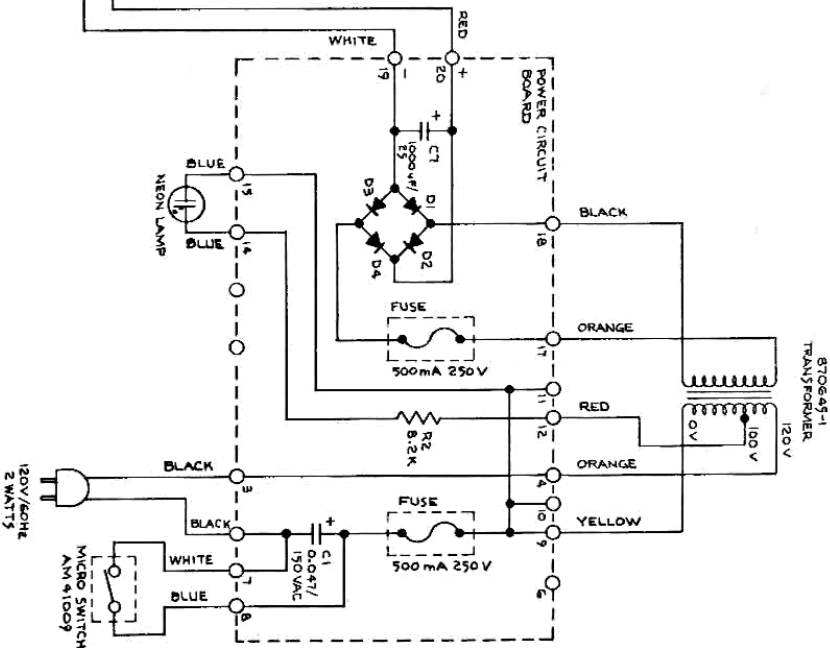 RED
WHITE
19
−
20
+
POWER CIRCUIT
BOARD
+
C7
1000uF/
25
BLUE
15
NEON LAMP
BLUE
14
D3
D1
D4
D2
BLACK
18
FUSE
500mA 250V
ORANGE
17
11
RED
12
R2
8.2K
870645-1
TRANSFORMER
0V
100V
120V
BLACK
3
ORANGE
4
10
120V/60HZ
2 WATTS
BLACK
+
C1
0.047/
150VAC
FUSE
500mA 250V
YELLOW
9
WHITE
7
BLUE
8
6
MICRO SWITCH
AM41009